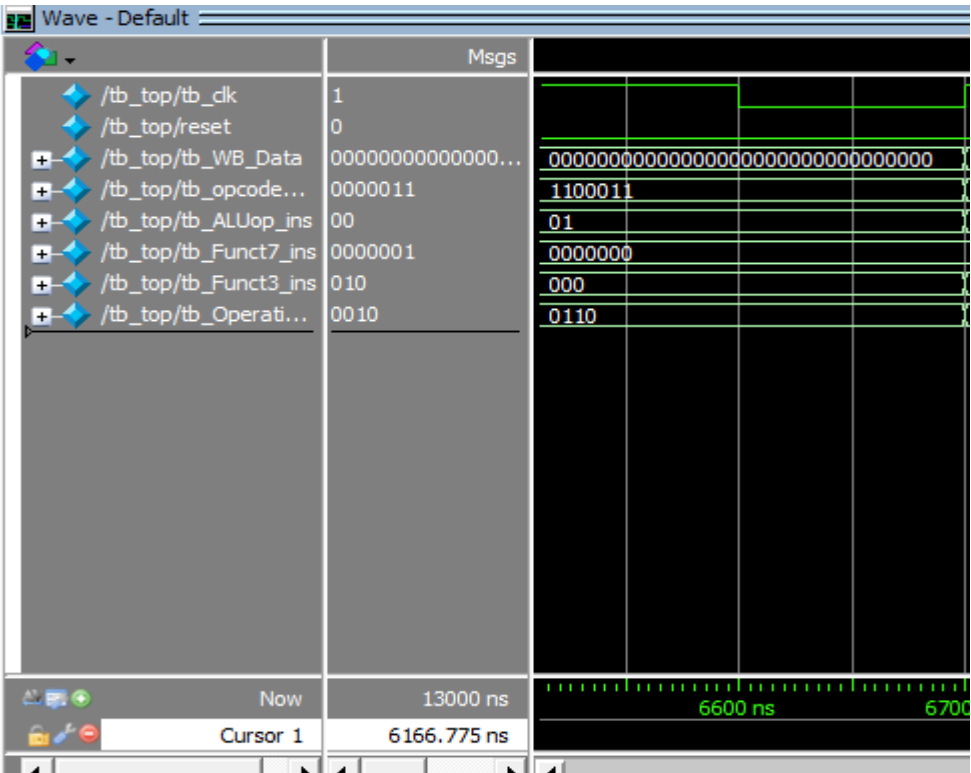 Wave - Default
Msgs
/tb_top/tb_clk 1
/tb_top/reset 0
/tb_top/tb_WB_Data 00000000000000... 00000000000000000000000000000000
/tb_top/tb_opcode... 0000011 1100011
/tb_top/tb_ALUop_ins 00 01
/tb_top/tb_Funct7_ins 0000001 0000000
/tb_top/tb_Funct3_ins 010 000
/tb_top/tb_Operati... 0010 0110
Now 13000 ns 6600 ns 6700
Cursor 1 6166.775 ns